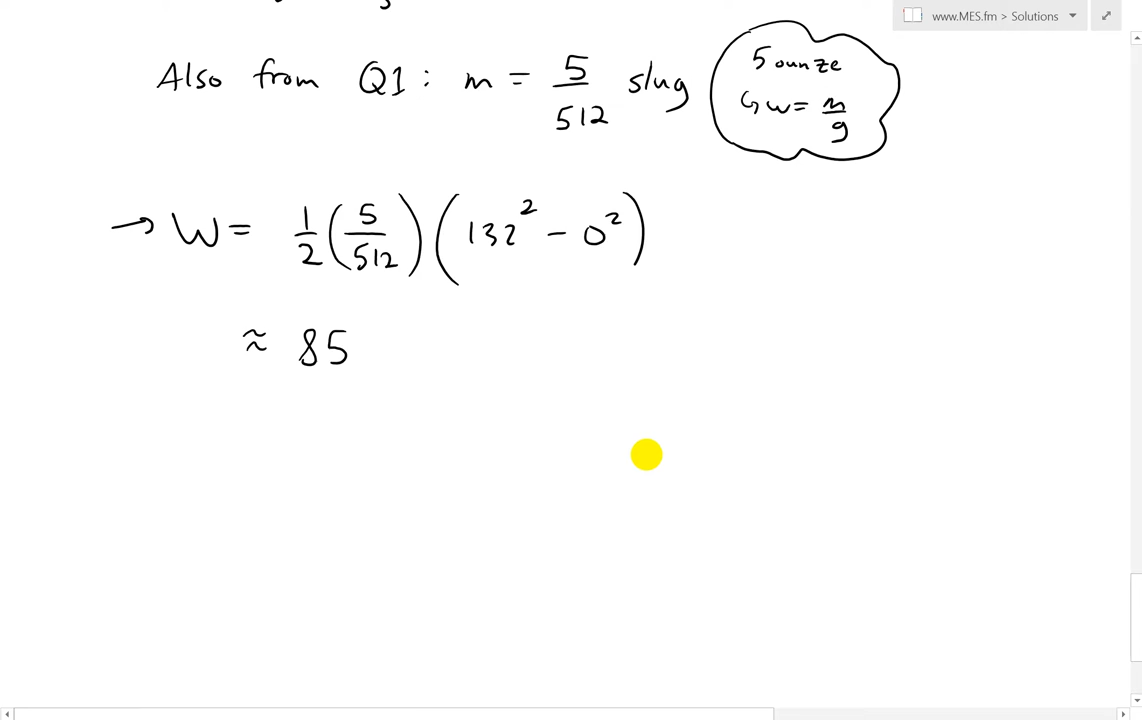 www.MES.fm > Solutions
Also from Q1 : m = 5/512 slug
5 ounze
↳ w = m/g
→ W = 1/2 (5/512) (132² - 0²)
≈ 85